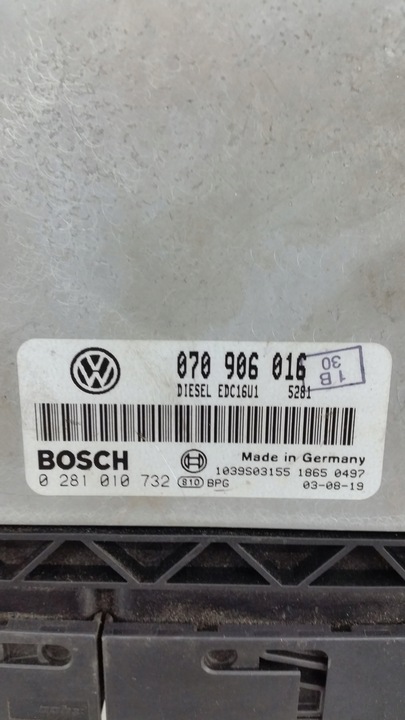 070 906 016
DIESEL EDC16U1 5281
1B
30
BOSCH
Made in Germany
1039S03155 1865 0497
0 281 010 732 810 BPG
03-08-19